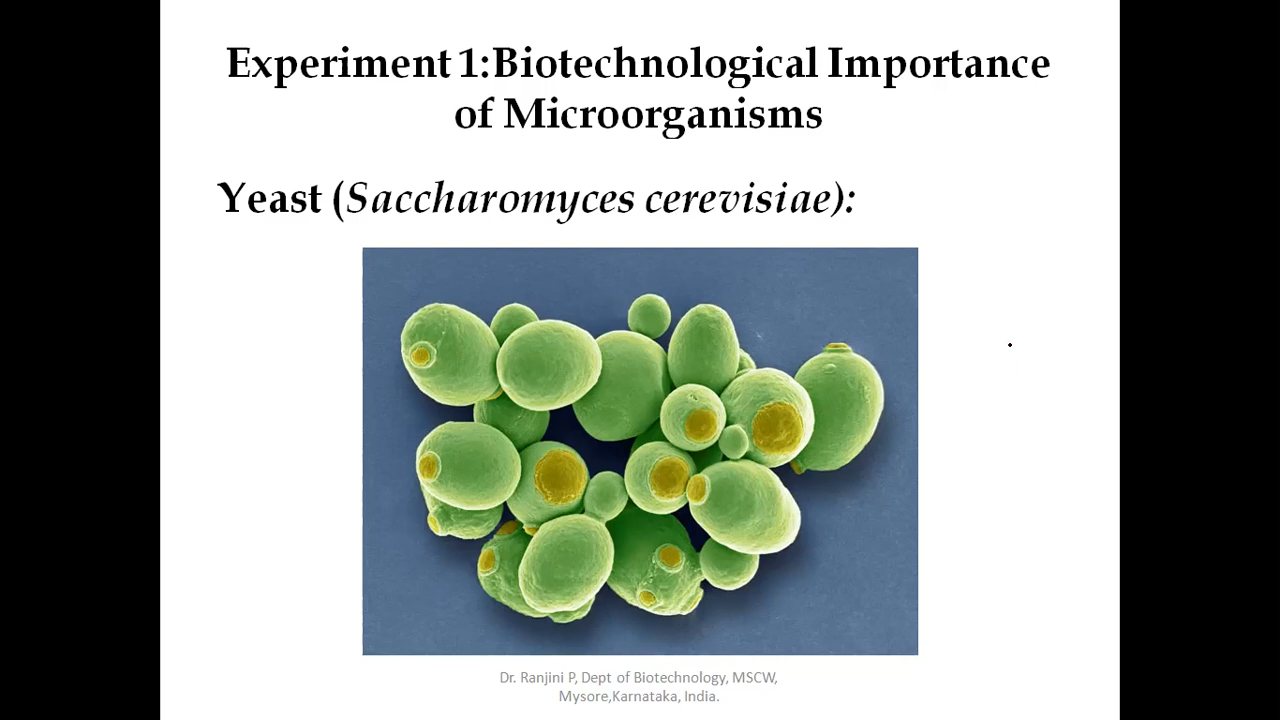 Experiment 1:Biotechnological Importance
of Microorganisms
Yeast (Saccharomyces cerevisiae):
Dr. Ranjini P, Dept of Biotechnology, MSCW,
Mysore,Karnataka, India.